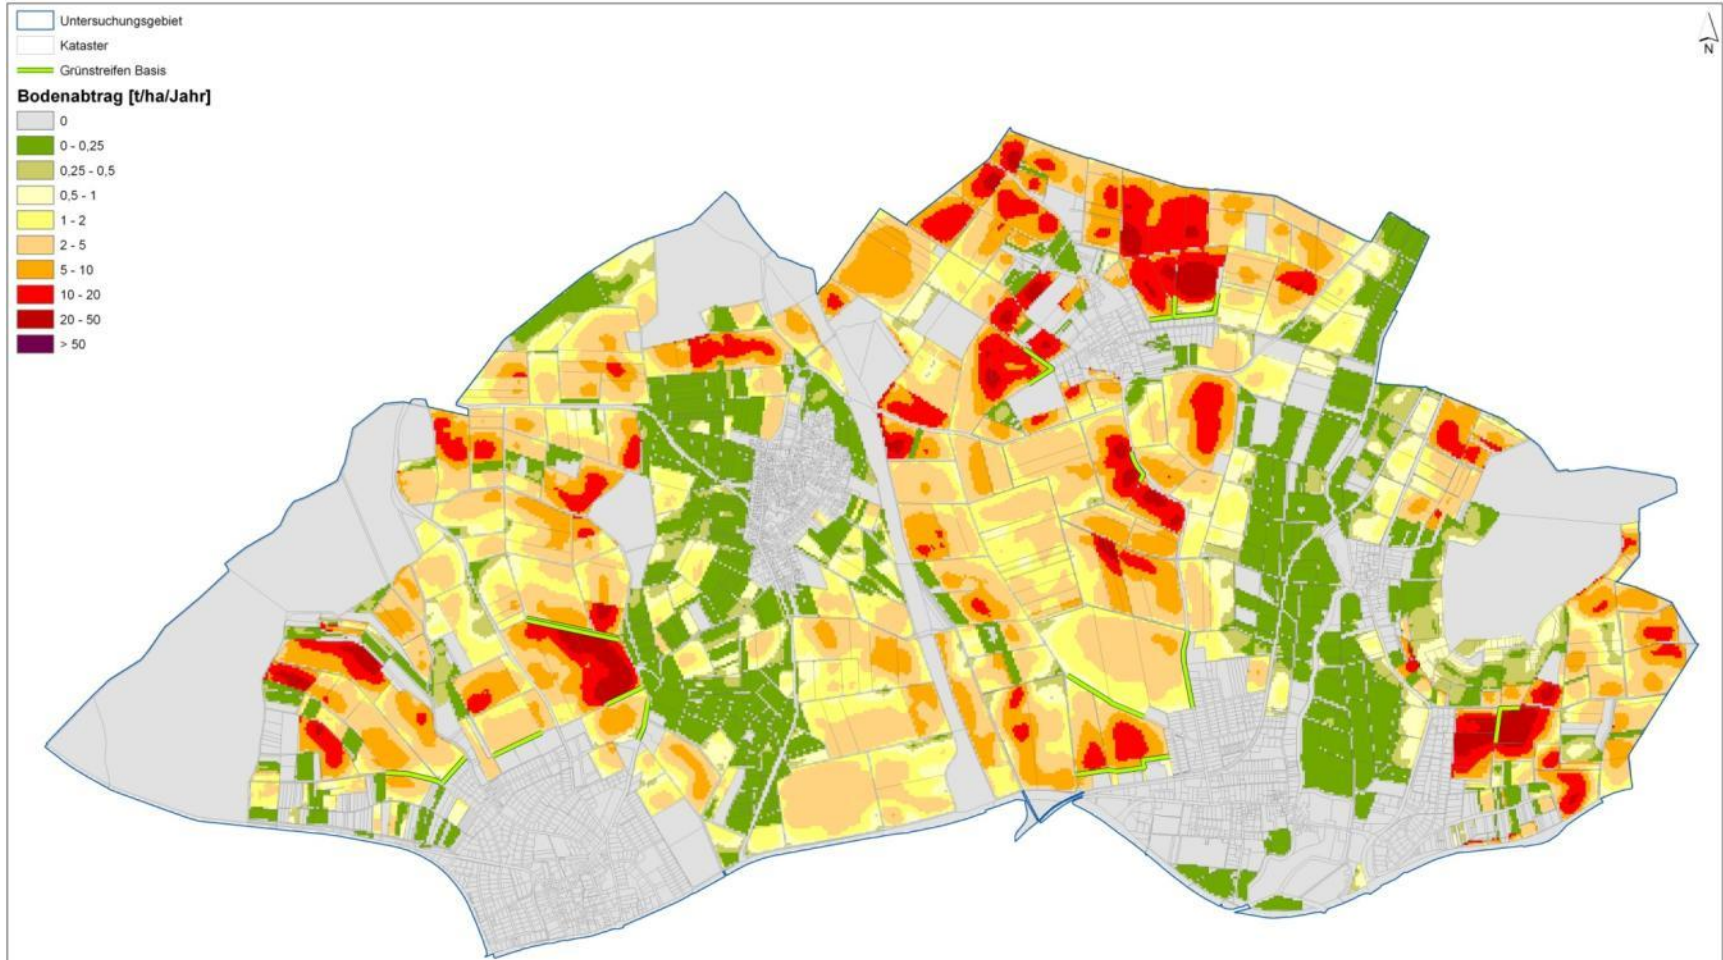 Untersuchungsgebiet
Kataster
Grünstreifen Basis
Bodenabtrag [t/ha/Jahr]
0
0 - 0,25
0,25 - 0,5
0,5 - 1
1 - 2
2 - 5
5 - 10
10 - 20
20 - 50
> 50
N